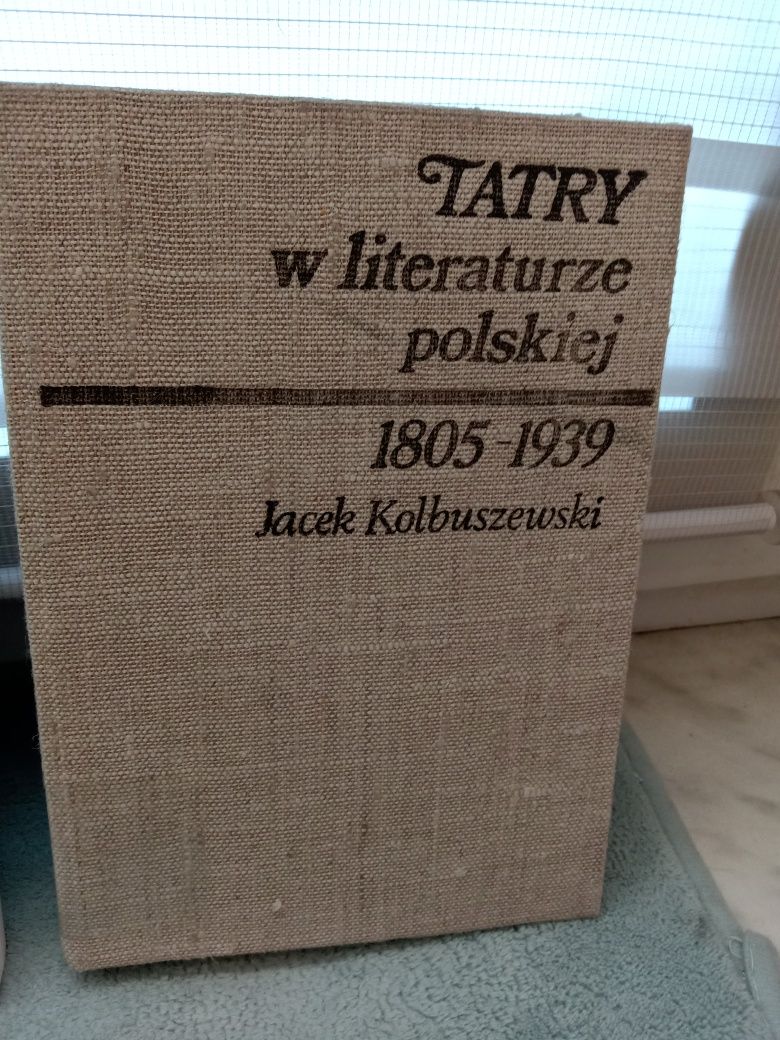 TATRY
w literaturze
polskiej
1805-1939
Jacek Kolbuszewski